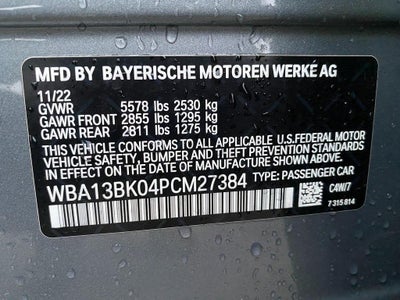 MFD BY BAYERISCHE MOTOREN WERKE AG
11/22
GVWR 5578 lbs 2530 kg
GAWR FRONT 2855 lbs 1295 kg
GAWR REAR 2811 lbs 1275 kg
THIS VEHICLE CONFORMS TO ALL APPLICABLE U.S.FEDERAL MOTOR
VEHICLE SAFETY, BUMPER, AND THEFT PREVENTION STANDARDS
IN EFFECT ON THE DATE OF MANUFACTURE SHOWN ABOVE.
WBA13BK04PCM27384 TYPE: PASSENGER CAR
C4W/7
7 315 814